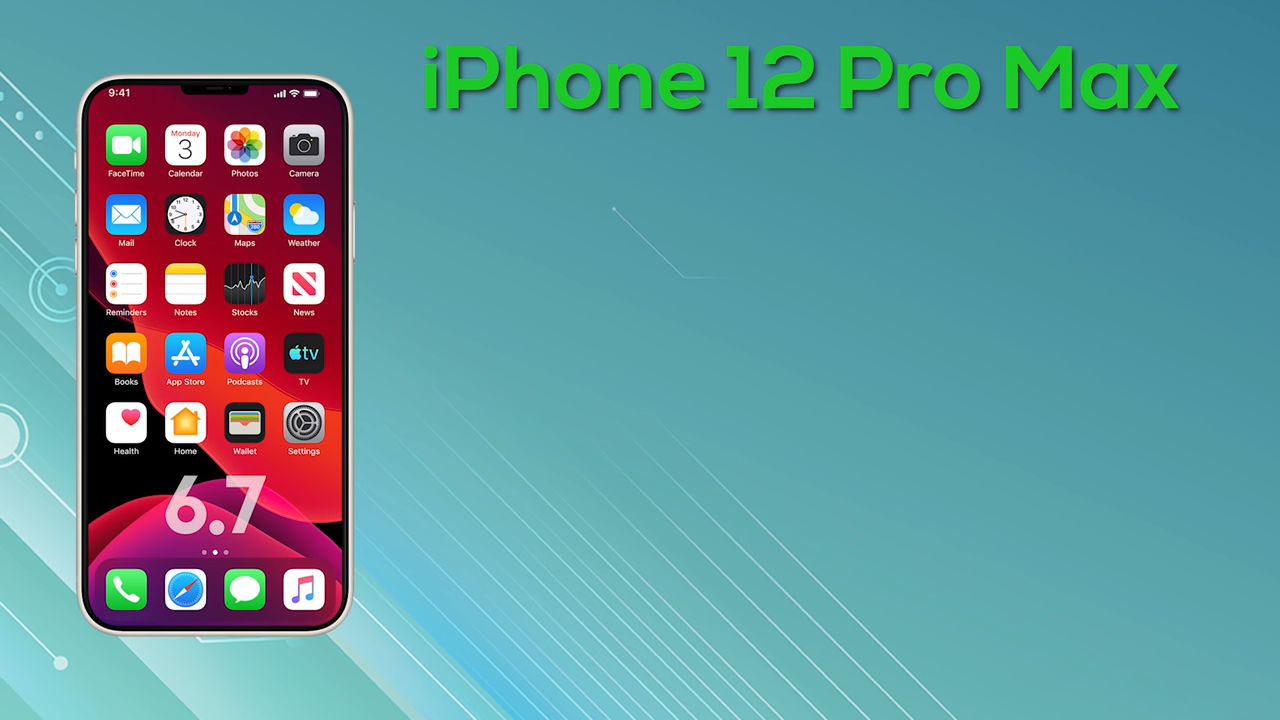 iPhone 12 Pro Max
9:41
Monday
3
FaceTime Calendar Photos Camera
Mail Clock Maps Weather
Reminders Notes Stocks News
tv
Books App Store Podcasts TV
Health Home Wallet Settings
6.7